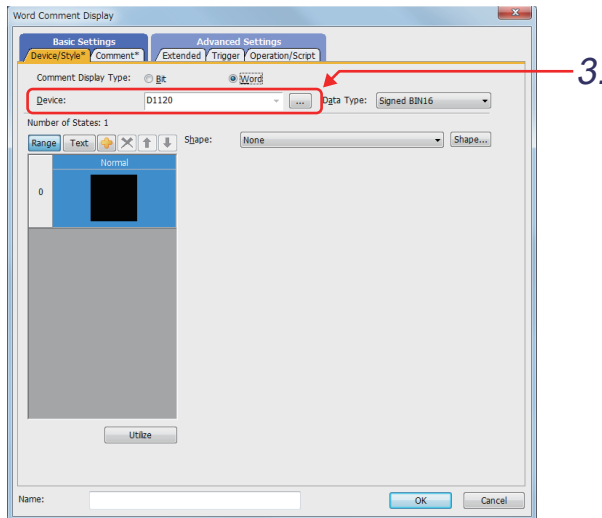 Word Comment Display
Basic Settings
Advanced Settings
Device/Style* Comment* Extended Trigger Operation/Script
Comment Display Type: Bit Word
3.
Device: D1120 ... Data Type: Signed BIN16
Number of States: 1
Range Text Shape: None Shape...
Normal
0
Utilize
Name: OK Cancel